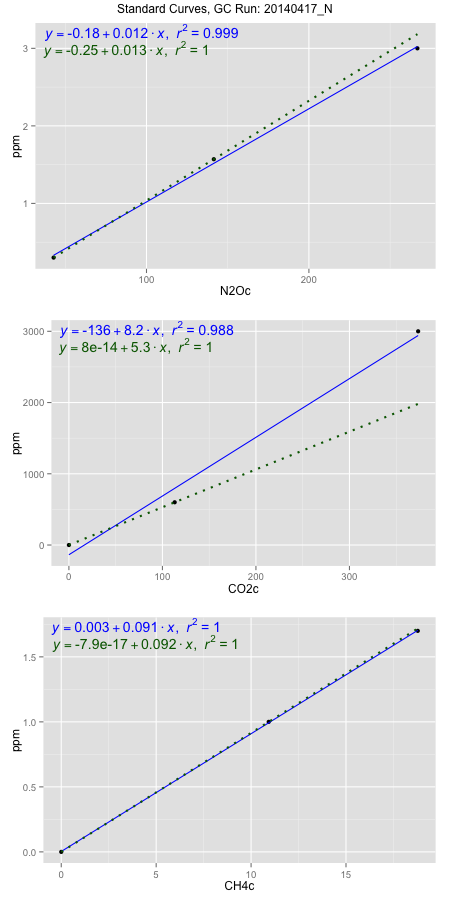 Standard Curves, GC Run: 20140417_N
y = -0.18 + 0.012 · x, r² = 0.999
y = -0.25 + 0.013 · x, r² = 1
3
2
1
ppm
100 200
N2Oc
y = -136 + 8.2 · x, r² = 0.988
y = 8e-14 + 5.3 · x, r² = 1
3000
2000
1000
0
ppm
0 100 200 300
CO2c
y = 0.003 + 0.091 · x, r² = 1
y = -7.9e-17 + 0.092 · x, r² = 1
1.5
1.0
0.5
0.0
ppm
0 5 10 15
CH4c